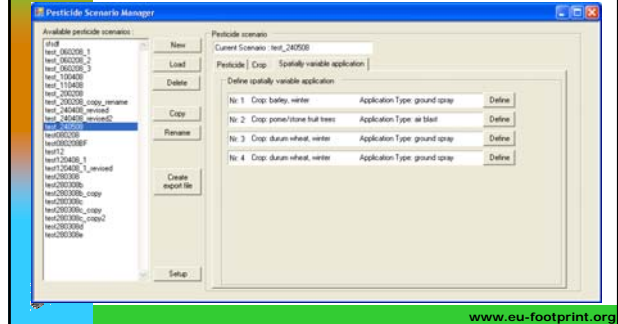 Pesticide Scenario Manager
Available pesticide scenarios :
sfsdf
test_060208_1
test_060208_2
test_060208_3
test_100408
test_110408
test_200208
test_200208_copy_rename
test_240408_revised
test_240408_revised2
test_240508
test080208
test080208BF
test12
test120408_1
test120408_1_revised
test280308
test280308b
test280308b_copy
test280308c
test280308c_copy
test280308c_copy2
test280308d
test280308e
New
Load
Delete
Copy
Rename
Create
export file
Setup
Pesticide scenario
Current Scenario : test_240508
Pesticide Crop Spatially variable application
Define spatially variable application
Nr: 1 Crop: barley, winter Application Type: ground spray Define
Nr: 2 Crop: pome/stone fruit trees Application Type: air blast Define
Nr: 3 Crop: durum wheat, winter Application Type: ground spray Define
Nr: 4 Crop: durum wheat, winter Application Type: ground spray Define
www.eu-footprint.org